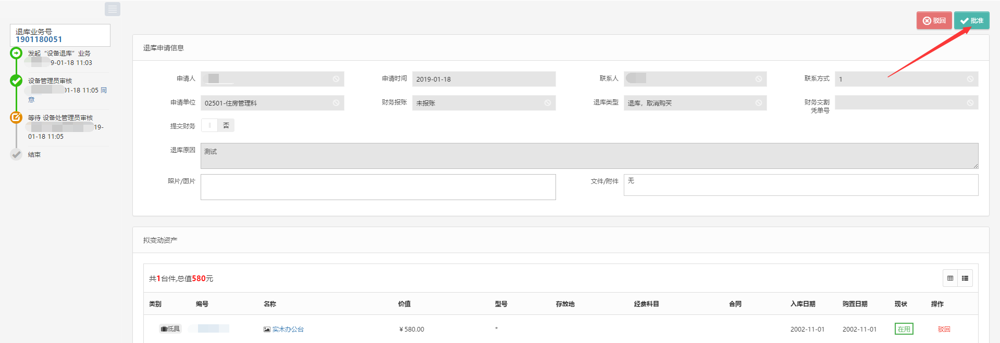 驳回
批准
退库业务号
1901180051
发起“设备退库”业务
9-01-18 11:03
设备管理员审核
01-18 11:05 同
意
等待 设备处管理员审核
19-
01-18 11:05
结束
退库申请信息
申请人
申请时间 2019-01-18
联系人
联系方式 1
申请单位 02501-住房管理科
财务报账 未报账
退库类型 退库，取消购买
财务交割
凭单号
提交财务 否
退库原因 测试
照片/图片
文件/附件 无
拟变动资产
共1台件,总值580元
类别 编号 名称 价值 型号 存放地 经费科目 合同 入库日期 购置日期 现状 操作
低具 实木办公台 ￥580.00 * 2002-11-01 2002-11-01 在用 驳回